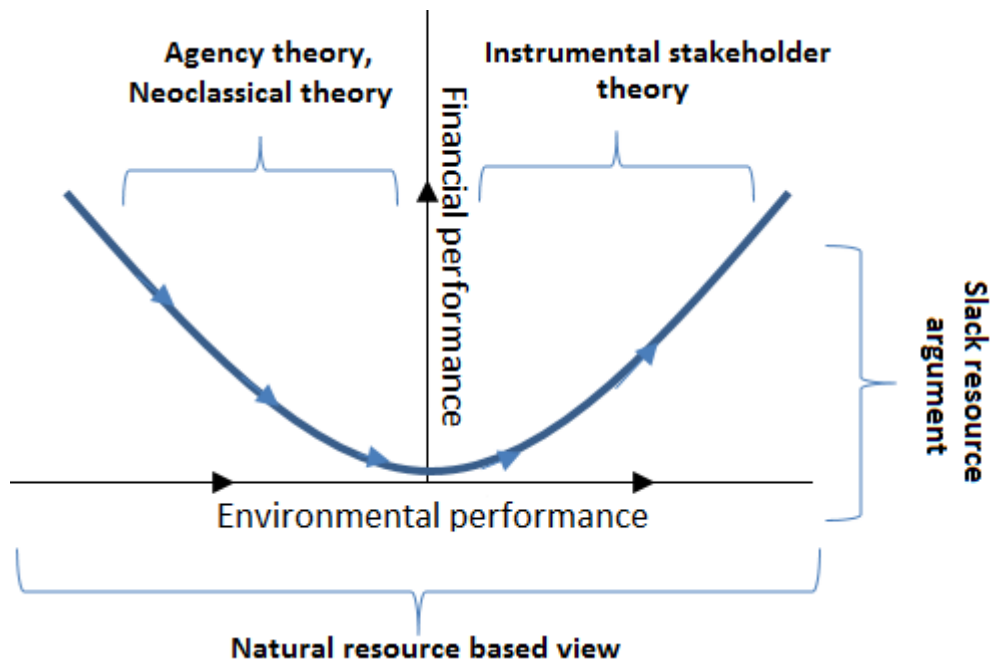 Agency theory,
Neoclassical theory
Instrumental stakeholder
theory
Financial performance
Slack resource
argument
Environmental performance
Natural resource based view